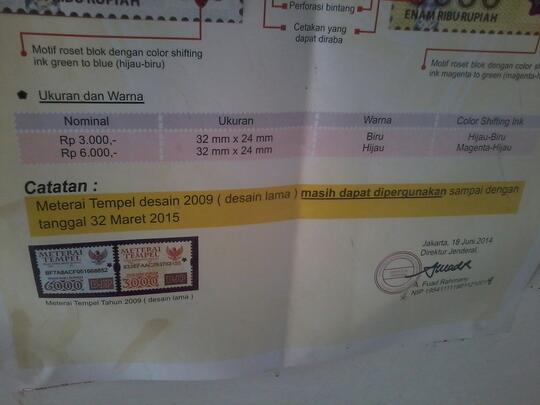 RIBU RUPIAH
Perforasi bintang
ENAM RIBU RUPIAH
Cetakan yang
dapat diraba
Motif roset blok dengan color shifting
ink green to blue (hijau-biru)
Motif roset blok dengan color
ink magenta to green (magenta-
Ukuran dan Warna
Nominal Ukuran Warna Color Shifting Ink
Rp 3.000,- 32 mm x 24 mm Biru Hijau-Biru
Rp 6.000,- 32 mm x 24 mm Hijau Magenta-Hijau
Catatan :
Meterai Tempel desain 2009 ( desain lama ) masih dapat dipergunakan sampai dengan
tanggal 32 Maret 2015
METERAI
TEMPEL
6000
METERAI
TEMPEL
3000
Meterai Tempel Tahun 2009 ( desain lama )
Jakarta, 18 Juni 2014
Direktur Jenderal,
A. Fuad Rahmany
NIP